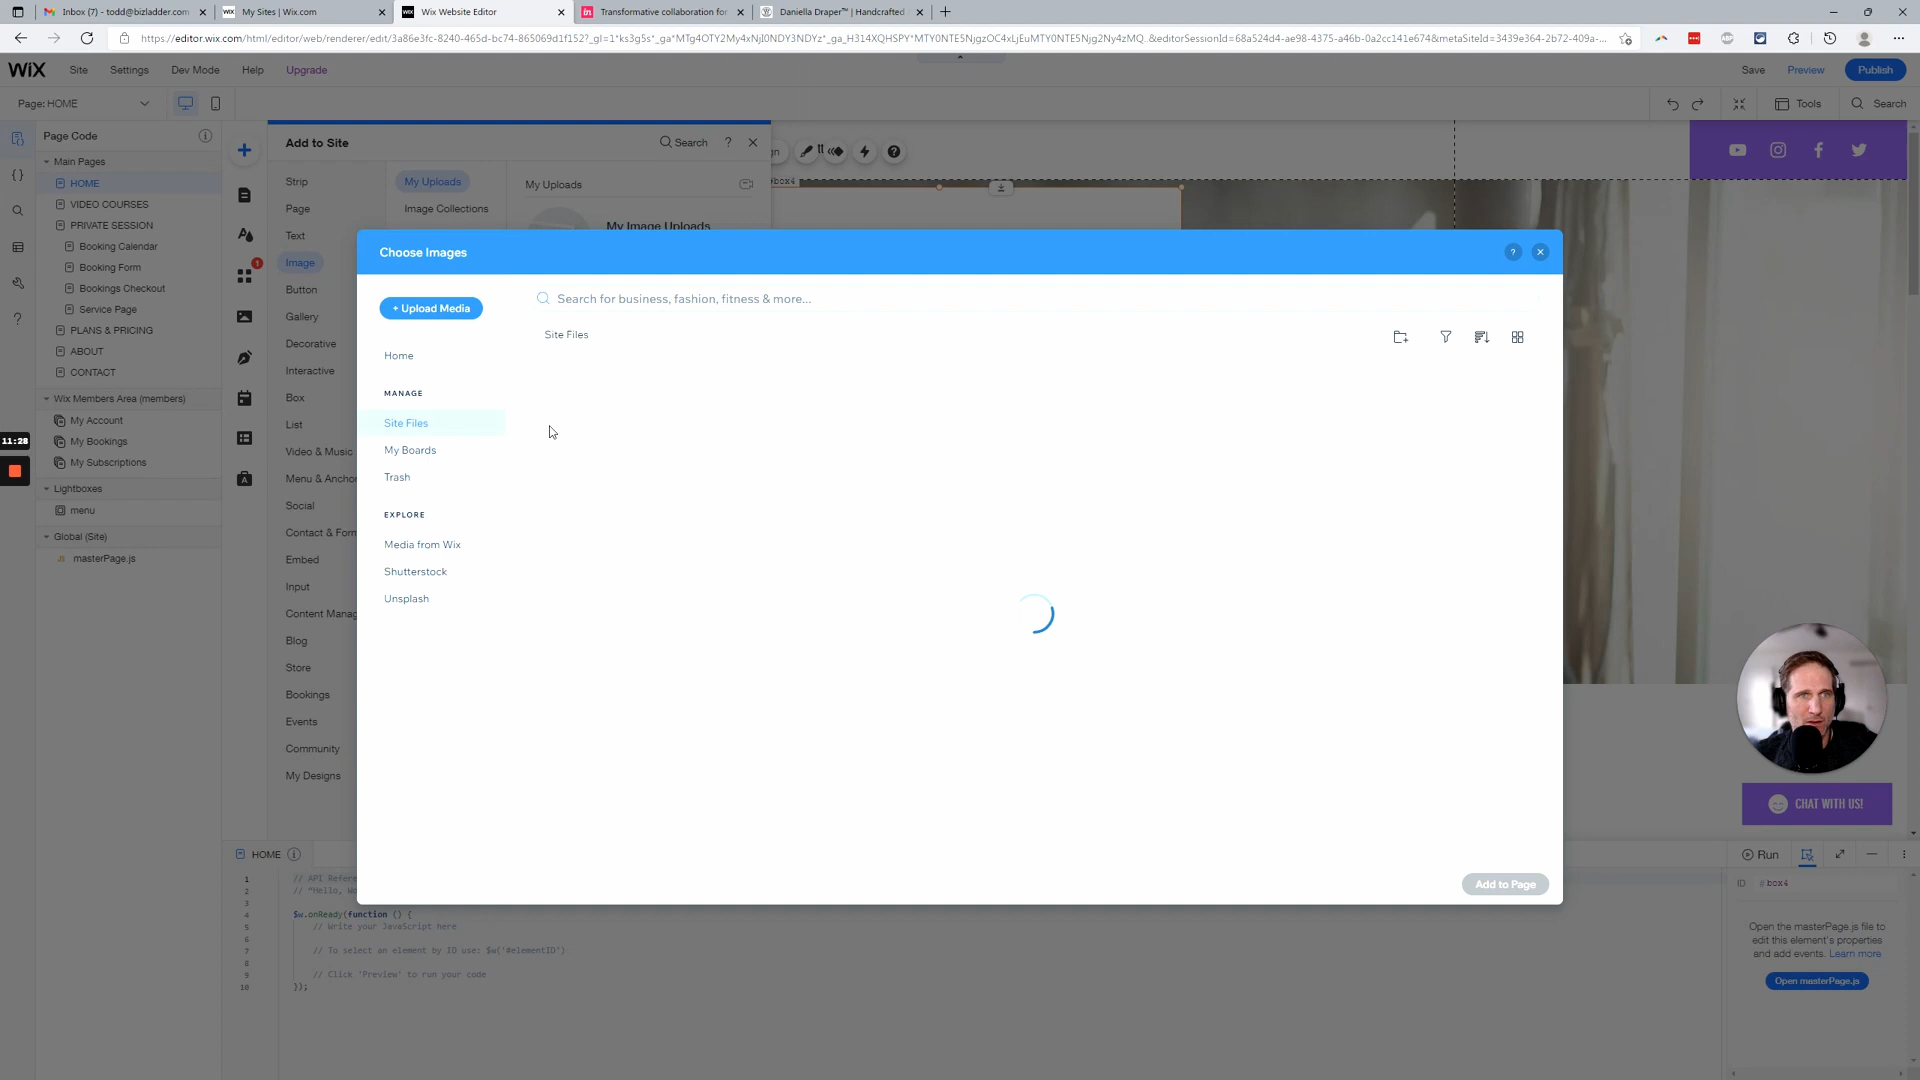 Inbox (7) - todd@bizladder.com
My Sites | Wix.com
Wix Website Editor
Transformative collaboration for
Daniella Draper™ | Handcrafted
https://editor.wix.com/html/editor/web/renderer/edit/3a86e3fc-8240-465d-bc74-865069d1f152?_gl=1*ks3g5s*_ga*MTg4OTY2My4xNjI0NDY3NDYz*_ga_H314XQHSPY*MTY0NTE5NjgzOC4xLjEuMTY0NTE5Njg2Ny4zMQ..&editorSessionId=68a524d4-ae98-4375-a46b-0a2cc141e674&metaSiteId=3439e364-2b72-409a-...
WiX
Site
Settings
Dev Mode
Help
Upgrade
Save
Preview
Publish
Page: HOME
Tools
Search
Page Code
Main Pages
HOME
VIDEO COURSES
PRIVATE SESSION
Booking Calendar
Booking Form
Bookings Checkout
Service Page
PLANS & PRICING
ABOUT
CONTACT
Wix Members Area (members)
My Account
My Bookings
My Subscriptions
Lightboxes
menu
Global (Site)
JS masterPage.js
11:28
1
Add to Site
Search
?
Strip
Page
Text
Image
Button
Gallery
Decorative
Interactive
Box
List
Video & Music
Menu & Anchor
Social
Contact & Form
Embed
Input
Content Manag
Blog
Store
Bookings
Events
Community
My Designs
My Uploads
Image Collections
My Uploads
My Image Uploads
#box4
Choose Images
?
+ Upload Media
Search for business, fashion, fitness & more...
Site Files
Home
MANAGE
Site Files
My Boards
Trash
EXPLORE
Media from Wix
Shutterstock
Unsplash
Add to Page
CHAT WITH US!
HOME
1 // API Refere
2 // "Hello, Wo
3
4 $w.onReady(function () {
5 // Write your JavaScript here
6
7 // To select an element by ID use: $w('#elementID')
8
9 // Click 'Preview' to run your code
10 });
Run
ID #box4
Open the masterPage.js file to
edit this element's properties
and add events. Learn more
Open masterPage.js